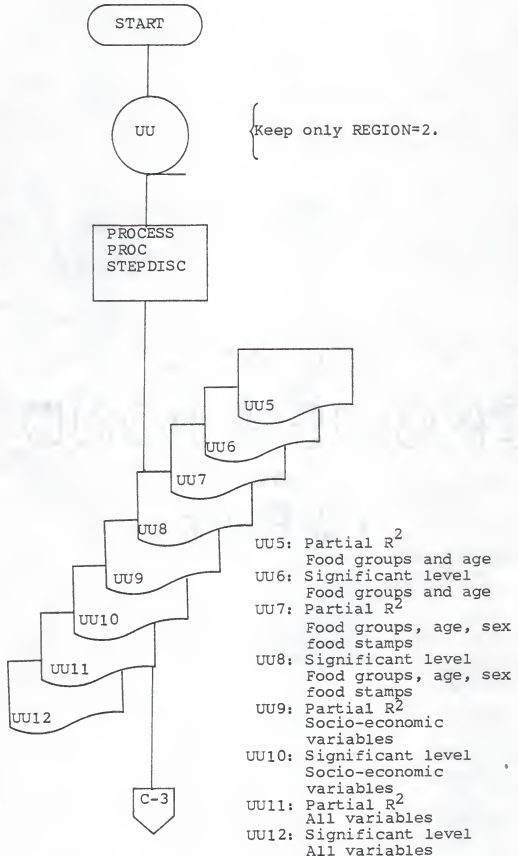 START
UU
Keep only REGION=2.
PROCESS
PROC
STEPDISC
UU5
UU6
UU7
UU8
UU9
UU10
UU11
UU12
C-3
UU5: Partial R2
Food groups and age
UU6: Significant level
Food groups and age
UU7: Partial R2
Food groups, age, sex
food stamps
UU8: Significant level
Food groups, age, sex
food stamps
UU9: Partial R2
Socio-economic
variables
UU10: Significant level
Socio-economic
variables
UU11: Partial R2
All variables
UU12: Significant level
All variables